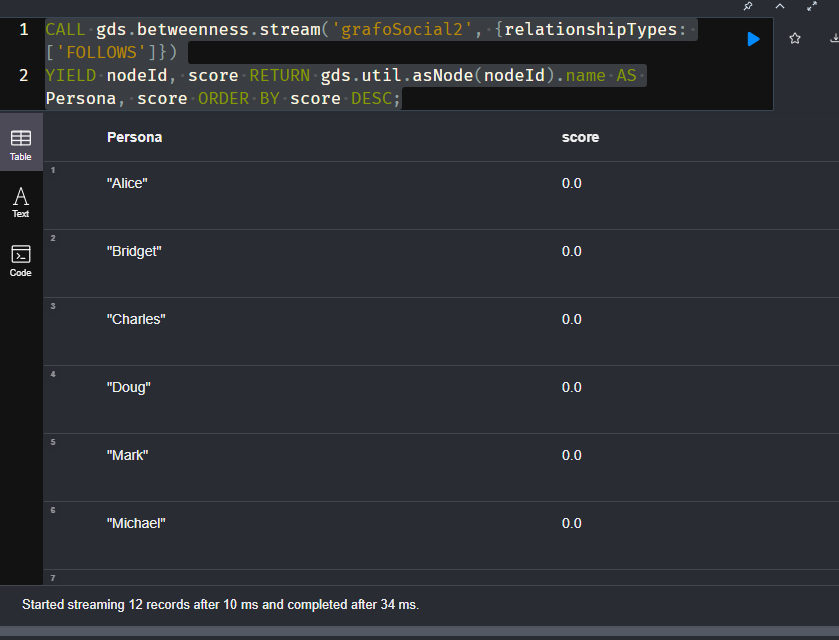 1 CALL gds.betweenness.stream('grafoSocial2', {relationshipTypes:
['FOLLOWS']})
2 YIELD nodeId, score RETURN gds.util.asNode(nodeId).name AS
Persona, score ORDER BY score DESC;
Table
Text
Code
Persona score
1 "Alice" 0.0
2 "Bridget" 0.0
3 "Charles" 0.0
4 "Doug" 0.0
5 "Mark" 0.0
6 "Michael" 0.0
7
Started streaming 12 records after 10 ms and completed after 34 ms.